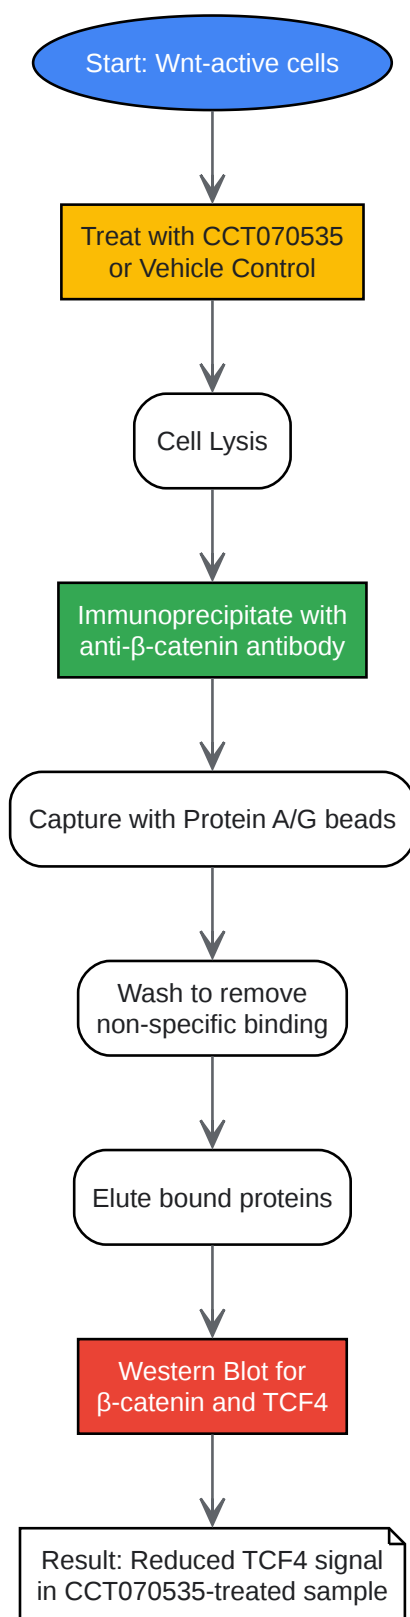 Start: Wnt-active cells
Treat with CCT070535
or Vehicle Control
Cell Lysis
Immunoprecipitate with
anti-β-catenin antibody
Capture with Protein A/G beads
Wash to remove
non-specific binding
Elute bound proteins
Western Blot for
β-catenin and TCF4
Result: Reduced TCF4 signal
in CCT070535-treated sample